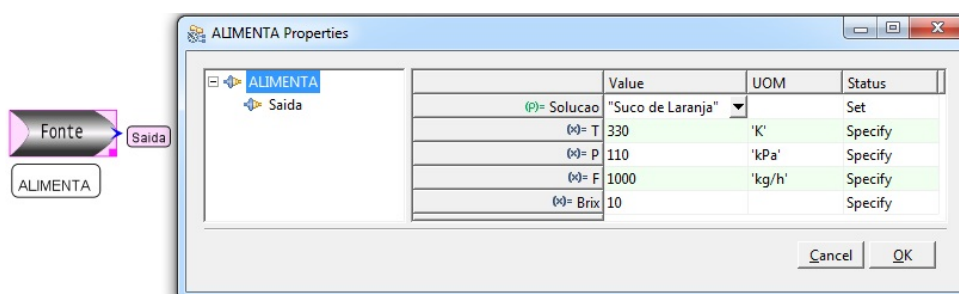 ALIMENTA Properties
ALIMENTA
Saida
Value UOM Status
(P)= Solucao "Suco de Laranja" Set
(x)= T 330 'K' Specify
(x)= P 110 'kPa' Specify
(x)= F 1000 'kg/h' Specify
(x)= Brix 10 Specify
Fonte
Saida
ALIMENTA
Cancel OK